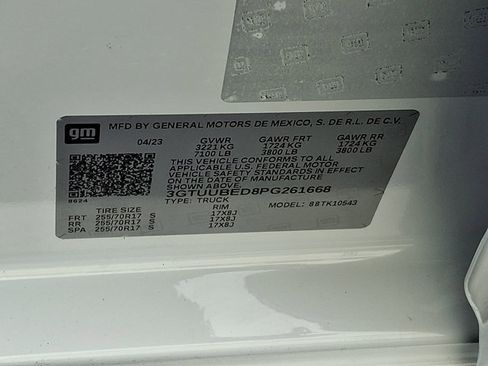 gm
MFD BY GENERAL MOTORS DE MEXICO, S. DE R.L. DE C.V.
04/23 GVWR GAWR FRT GAWR RR
3221 KG 1724 KG 1724 KG
7100 LB 3800 LB 3800 LB
THIS VEHICLE CONFORMS TO ALL
APPLICABLE U.S. FEDERAL MOTOR
VEHICLE SAFETY STANDARDS IN EFFECT
ON THE DATE OF MANUFACTURE
SHOWN ABOVE.
8624 3GTUUBED8PG261668
TYPE: TRUCK MODEL: 88TK10543
TIRE SIZE RIM
FRT 255/70R17 S 17X8J
RR 255/70R17 S 17X8J
SPA 255/70R17 S 17X8J